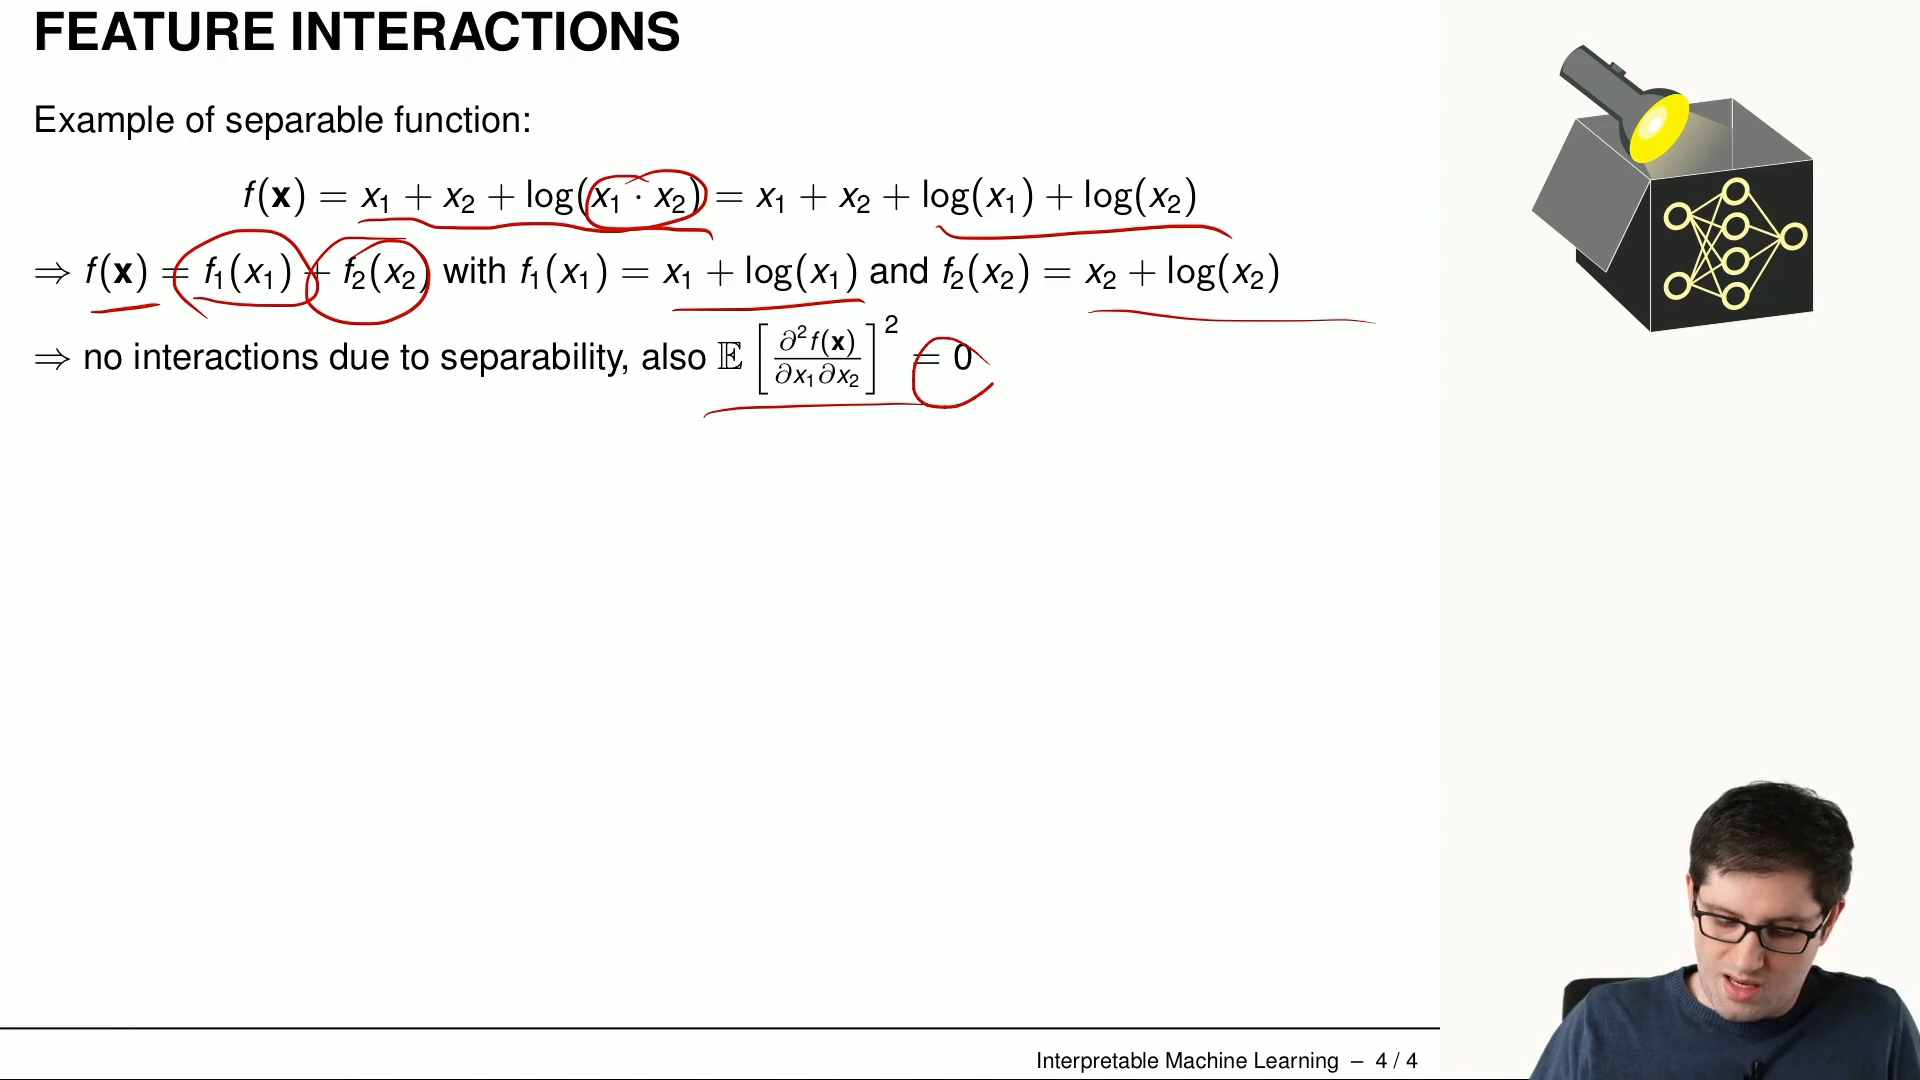 FEATURE INTERACTIONS
Example of separable function:
f(x) = x₁ + x₂ + log(x₁ · x₂) = x₁ + x₂ + log(x₁) + log(x₂)
⇒ f(x) = f₁(x₁) + f₂(x₂) with f₁(x₁) = x₁ + log(x₁) and f₂(x₂) = x₂ + log(x₂)
⇒ no interactions due to separability, also 𝔼 [∂²f(x)/∂x₁∂x₂]² = 0
Interpretable Machine Learning – 4 / 4